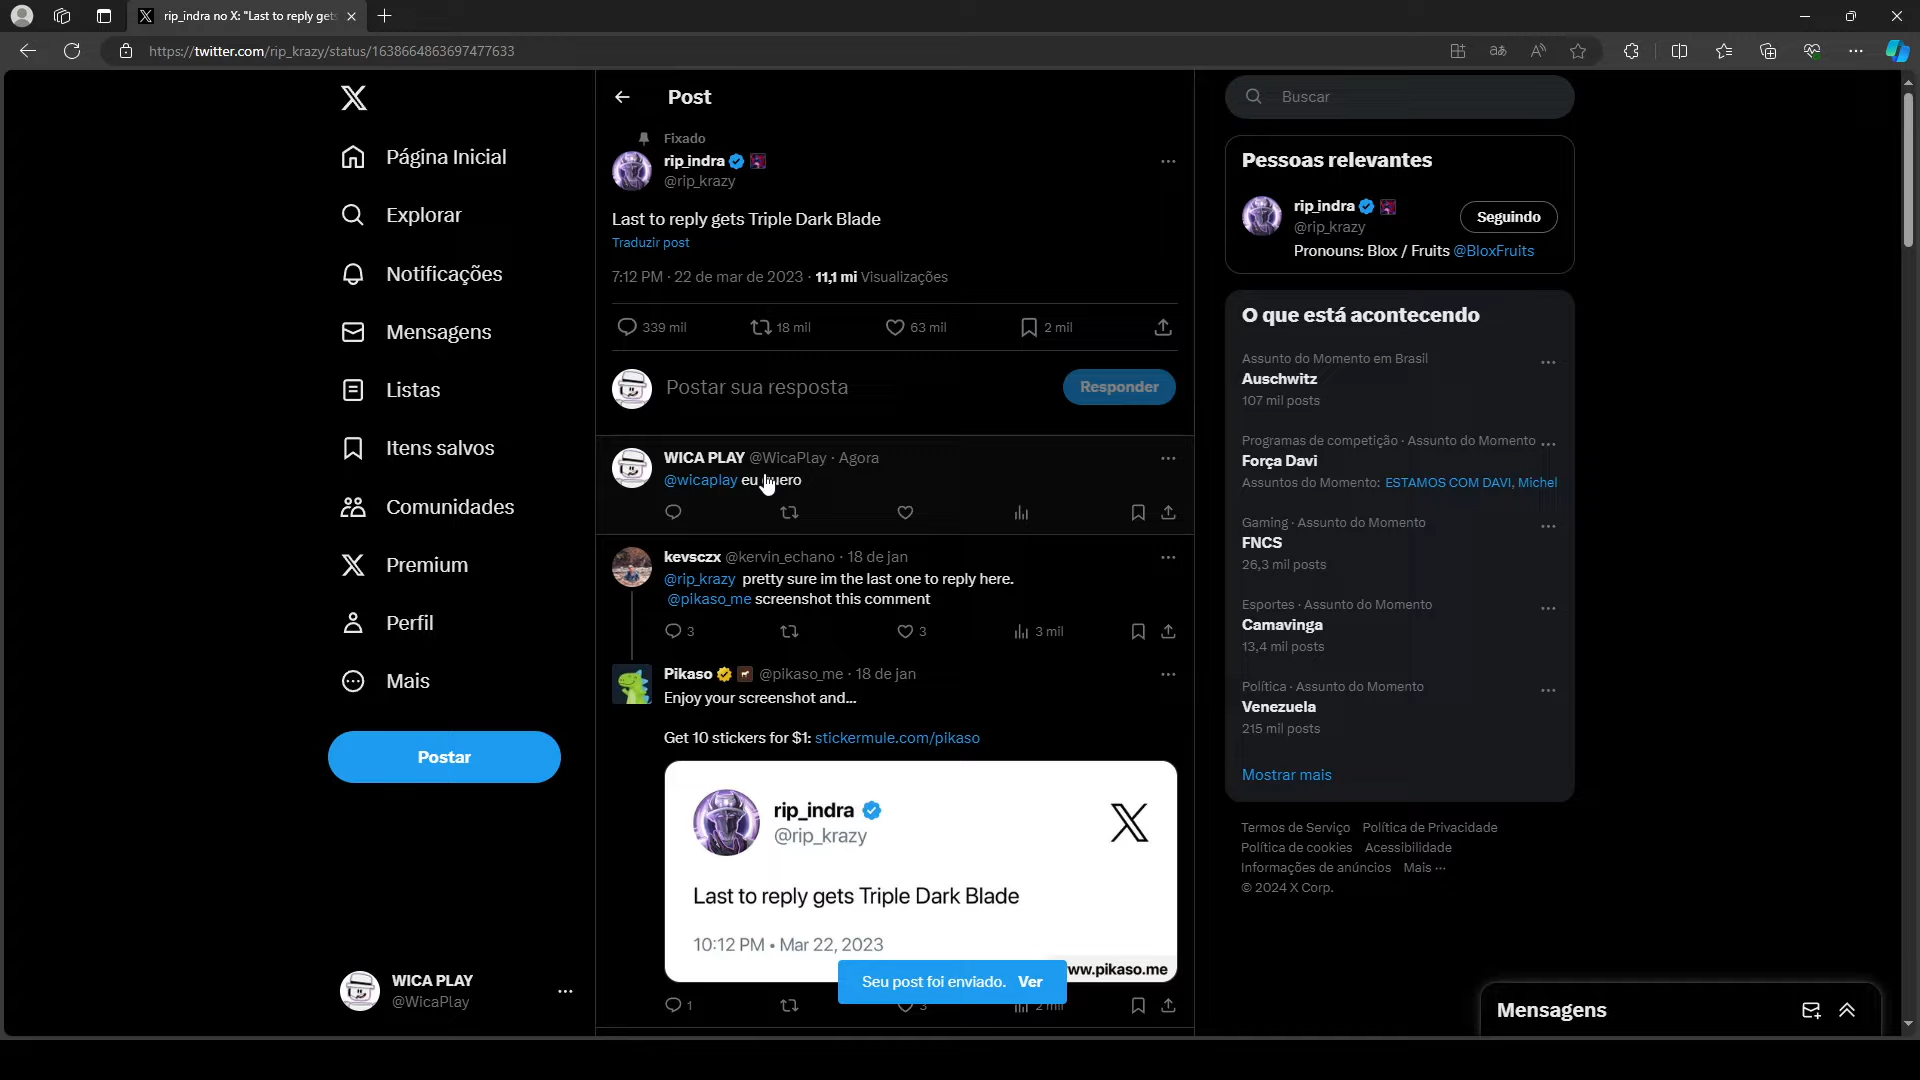 rip_indra no X: "Last to reply gets
https://twitter.com/rip_krazy/status/1638664863697477633
Página Inicial
Explorar
Notificações
Mensagens
Listas
Itens salvos
Comunidades
Premium
Perfil
Mais
Postar
WICA PLAY
@WicaPlay
Post
Fixado
rip_indra
@rip_krazy
Last to reply gets Triple Dark Blade
Traduzir post
7:12 PM · 22 de mar de 2023 · 11,1 mi Visualizações
339 mil 18 mil 63 mil 2 mil
Postar sua resposta Responder
WICA PLAY @WicaPlay · Agora
@wicaplay eu
kevsczx @kervin_echano · 18 de jan
@rip_krazy pretty sure im the last one to reply here.
@pikaso_me screenshot this comment
3 3 3 mil
Pikaso @pikaso_me · 18 de jan
Enjoy your screenshot and...
Get 10 stickers for $1: stickermule.com/pikaso
rip_indra
@rip_krazy
Last to reply gets Triple Dark Blade
10:12 PM • Mar 22, 2023
ww.pikaso.me
Seu post foi enviado. Ver
1 3 2 mil
Buscar
Pessoas relevantes
rip_indra
@rip_krazy
Seguindo
Pronouns: Blox / Fruits @BloxFruits
O que está acontecendo
Assunto do Momento em Brasil
Auschwitz
107 mil posts
Programas de competição · Assunto do Momento
Força Davi
Assuntos do Momento: ESTAMOS COM DAVI, Michel
Gaming · Assunto do Momento
FNCS
26,3 mil posts
Esportes · Assunto do Momento
Camavinga
13,4 mil posts
Política · Assunto do Momento
Venezuela
215 mil posts
Mostrar mais
Termos de Serviço Política de Privacidade
Política de cookies Acessibilidade
Informações de anúncios Mais ···
© 2024 X Corp.
Mensagens